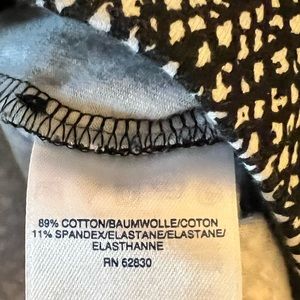 89% COTTON/BAUMWOLLE/COTON
11% SPANDEX/ELASTANE/ELASTANE/
ELASTHANNE
RN 62830